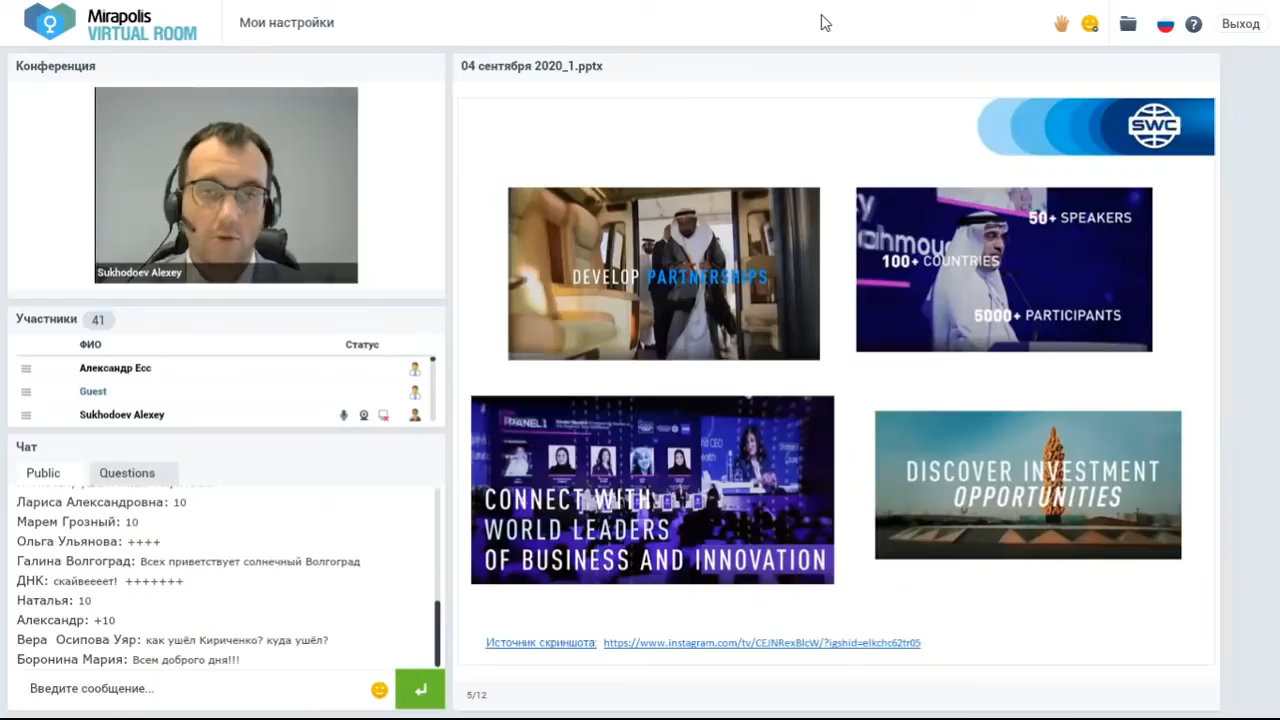 Mirapolis
VIRTUAL ROOM
Мои настройки
Выход
Конференция
Sukhodoev Alexey
Участники 41
ФИО Статус
Александр Есс
Guest
Sukhodoev Alexey
Чат
Public Questions
Лариса Александровна: 10
Марем Грозный: 10
Ольга Ульянова: ++++
Галина Волгоград: Всех приветствует солнечный Волгоград
ДНК: скайвеееет! +++++++
Наталья: 10
Александр: +10
Вера Осипова Уяр: как ушёл Кириченко? куда ушёл?
Боронина Мария: Всем доброго дня!!!
Введите сообщение...
04 сентября 2020_1.pptx
SWC
DEVELOP PARTNERSHIPS
50+ SPEAKERS
100+ COUNTRIES
5000+ PARTICIPANTS
PANEL 1
CONNECT WITH
WORLD LEADERS
OF BUSINESS AND INNOVATION
DISCOVER INVESTMENT
OPPORTUNITIES
Источник скриншота: https://www.instagram.com/tv/CEJNRexBlcW/?igshid=elkchc62tr05
5/12